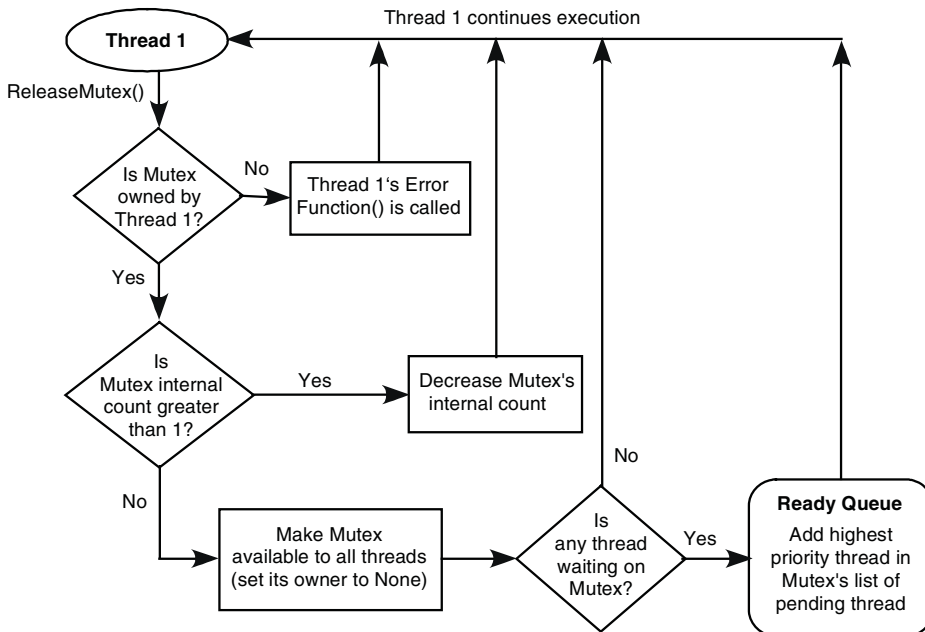 Thread 1 continues execution
Thread 1
ReleaseMutex()
Is Mutex
owned by
Thread 1?
No
Thread 1‘s Error
Function() is called
Yes
Is
Mutex internal
count greater
than 1?
Yes
Decrease Mutex's
internal count
No
Make Mutex
available to all threads
(set its owner to None)
Is
any thread
waiting on
Mutex?
No
Yes
Ready Queue
Add highest
priority thread in
Mutex's list of
pending thread